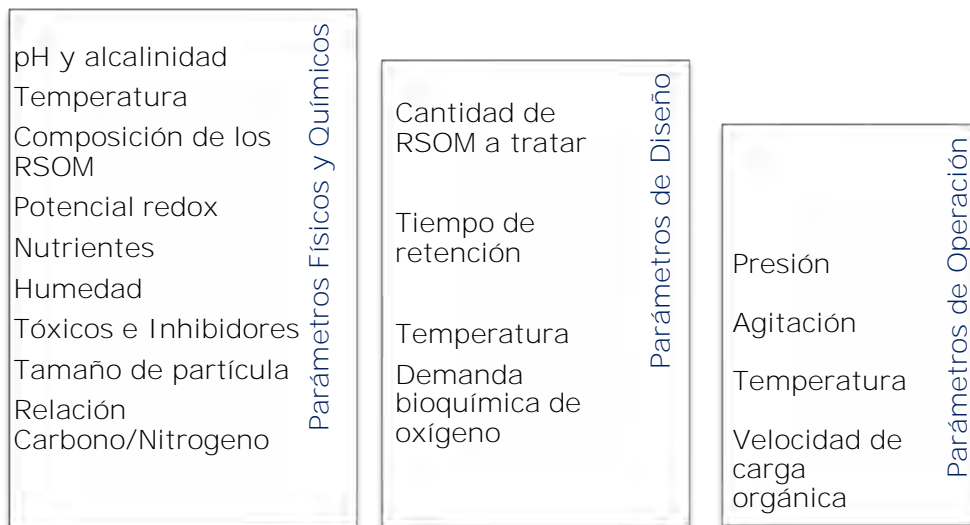 pH y alcalinidad
Temperatura
Composición de los
RSOM
Potencial redox
Nutrientes
Humedad
Tóxicos e Inhibidores
Tamaño de partícula
Relación
Carbono/Nitrogeno
Parámetros Físicos y Químicos
Cantidad de
RSOM a tratar
Tiempo de
retención
Temperatura
Demanda
bioquímica de
oxígeno
Parámetros de Diseño
Presión
Agitación
Temperatura
Velocidad de
carga
orgánica
Parámetros de Operación